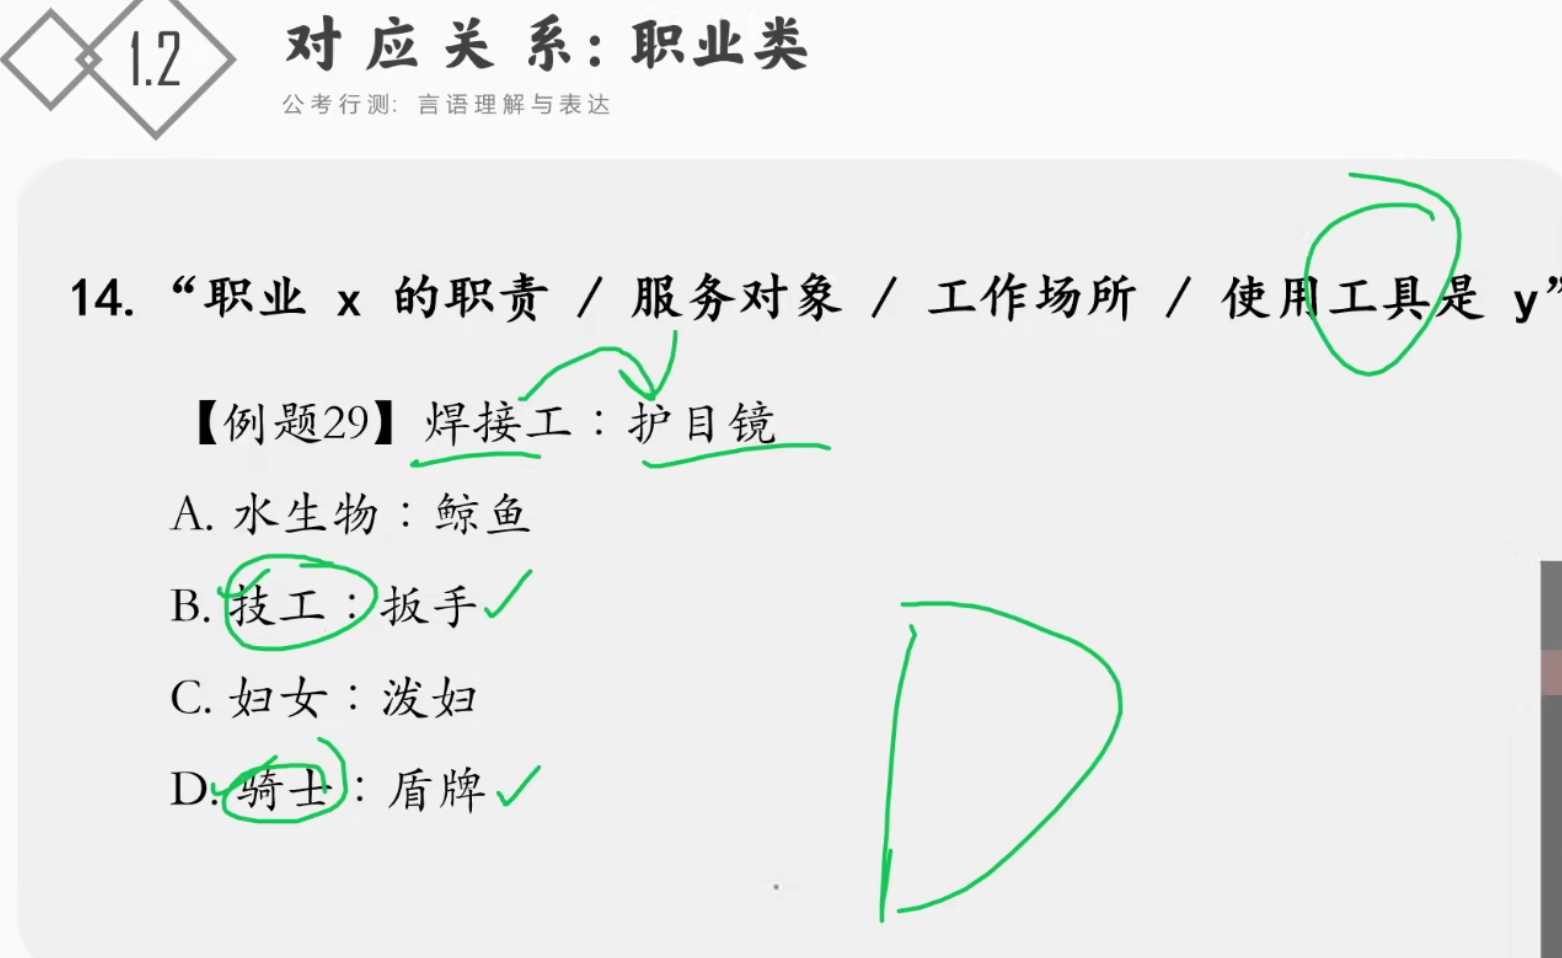 1.2
对应关系：职业类
公考行测：言语理解与表达
14.“职业 x 的职责 / 服务对象 / 工作场所 / 使用工具是 y”
【例题29】焊接工：护目镜
A. 水生物：鲸鱼
B. 技工：扳手
C. 妇女：泼妇
D. 骑士：盾牌
D